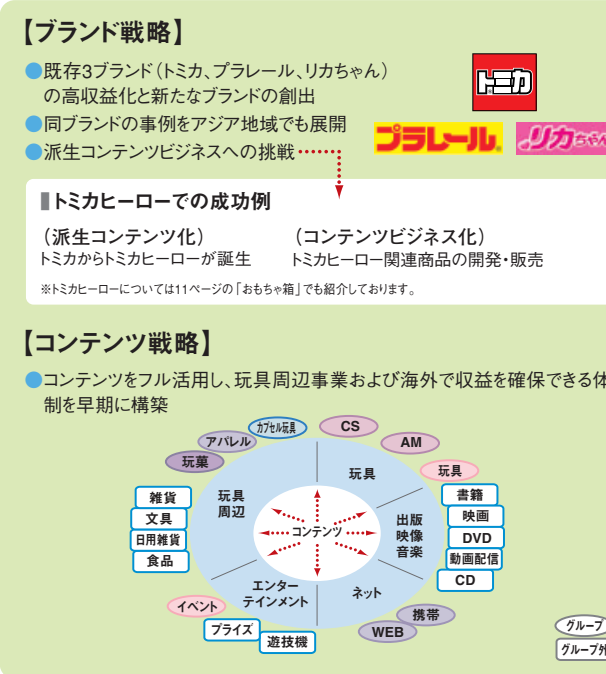 【ブランド戦略】
●既存3ブランド(トミカ、プラレール、リカちゃん)
の高収益化と新たなブランドの創出
●同ブランドの事例をアジア地域でも展開
●派生コンテンツビジネスへの挑戦
トミカ
プラレール
リカちゃん
トミカヒーローでの成功例
(派生コンテンツ化)
トミカからトミカヒーローが誕生
(コンテンツビジネス化)
トミカヒーロー関連商品の開発・販売
※トミカヒーローについては11ページの「おもちゃ箱」でも紹介しております。
【コンテンツ戦略】
●コンテンツをフル活用し、玩具周辺事業および海外で収益を確保できる体
制を早期に構築
カプセル玩具
CS
アパレル
AM
玩菓
玩具
玩具
玩具
周辺
雑貨
文具
日用雑貨
食品
コンテンツ
出版
映像
音楽
書籍
映画
DVD
動画配信
CD
エンター
テインメント
ネット
イベント
プライズ
遊技機
携帯
WEB
グループ
グループ外